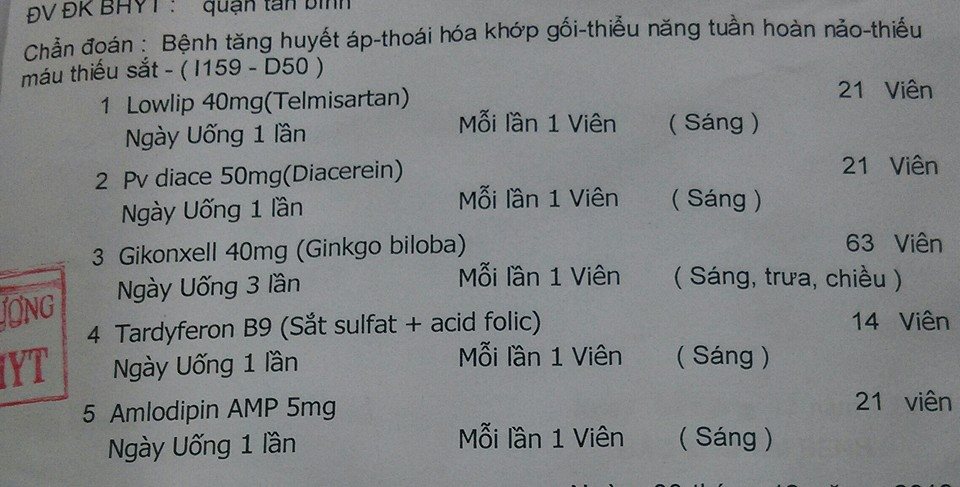 ĐV ĐK BHYT : quận tân bình
Chẩn đoán : Bệnh tăng huyết áp-thoái hóa khớp gối-thiểu năng tuần hoàn nảo-thiếu
máu thiếu sắt - ( I159 - D50 )
1 Lowlip 40mg(Telmisartan) 21 Viên
Ngày Uống 1 lần Mỗi lần 1 Viên ( Sáng )
2 Pv diace 50mg(Diacerein) 21 Viên
Ngày Uống 1 lần Mỗi lần 1 Viên ( Sáng )
3 Gikonxell 40mg (Ginkgo biloba) 63 Viên
Ngày Uống 3 lần Mỗi lần 1 Viên ( Sáng, trưa, chiều )
4 Tardyferon B9 (Sắt sulfat + acid folic) 14 Viên
Ngày Uống 1 lần Mỗi lần 1 Viên ( Sáng )
5 Amlodipin AMP 5mg 21 viên
Ngày Uống 1 lần Mỗi lần 1 Viên ( Sáng )
ƯƠNG
HYT